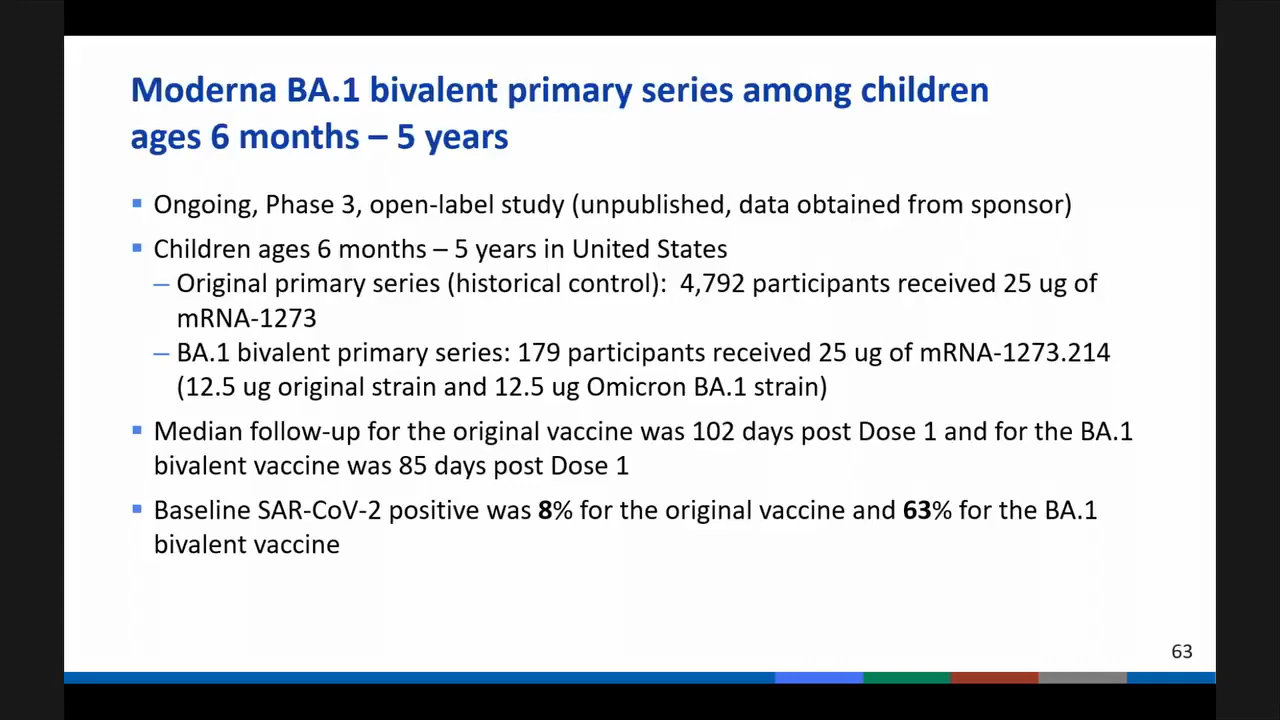 Moderna BA.1 bivalent primary series among children
ages 6 months – 5 years
▪ Ongoing, Phase 3, open-label study (unpublished, data obtained from sponsor)
▪ Children ages 6 months – 5 years in United States
– Original primary series (historical control):  4,792 participants received 25 ug of
mRNA-1273
– BA.1 bivalent primary series: 179 participants received 25 ug of mRNA-1273.214
(12.5 ug original strain and 12.5 ug Omicron BA.1 strain)
▪ Median follow-up for the original vaccine was 102 days post Dose 1 and for the BA.1
bivalent vaccine was 85 days post Dose 1
▪ Baseline SAR-CoV-2 positive was 8% for the original vaccine and 63% for the BA.1
bivalent vaccine
63